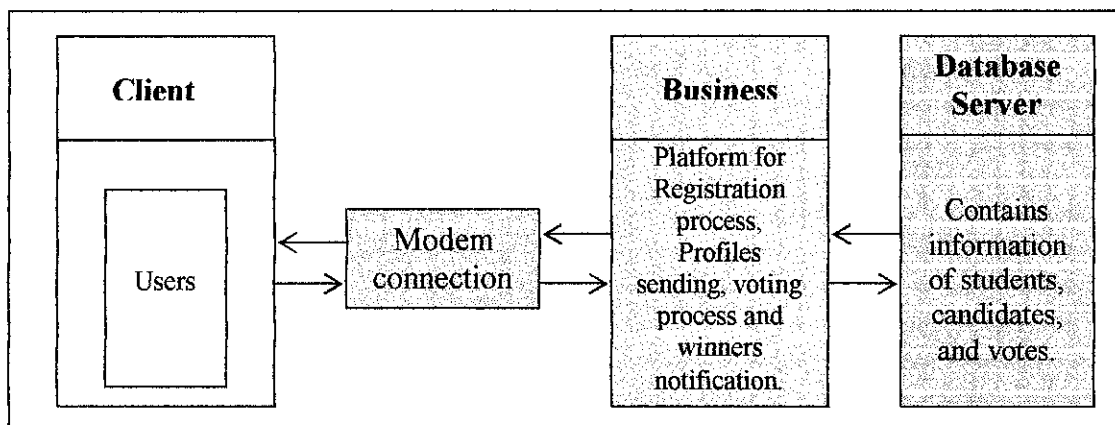 Client
Users
Modem
connection
Business
Platform for
Registration
process,
Profiles
sending, voting
process and
winners
notification.
Database
Server
Contains
information
of students,
candidates,
and votes.